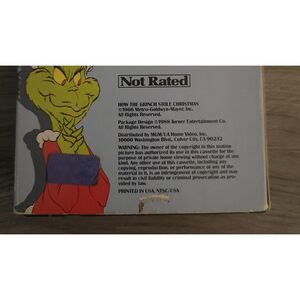 Not Rated
HOW THE GRINCH STOLE CHRISTMAS
©1966 Metro-Goldwyn-Mayer, Inc.
All Rights Reserved.
Package Design ©1988 Turner Entertainment Co.
All Rights Reserved.
Distributed by MGM/UA Home Video, Inc.
10000 Washington Blvd., Culver City, CA 90232
WARNING: The owner of the copyright in this motion
picture has authorized its use in this cassette for the
purpose of private home viewing without charge of any
kind. Any other use of this cassette, including any
copying, reproduction, or performance of any of the
material in it, is an infringement of copyright and may
result in civil liability or criminal prosecution as pro-
vided by law.
PRINTED IN USA. NTSC/USA